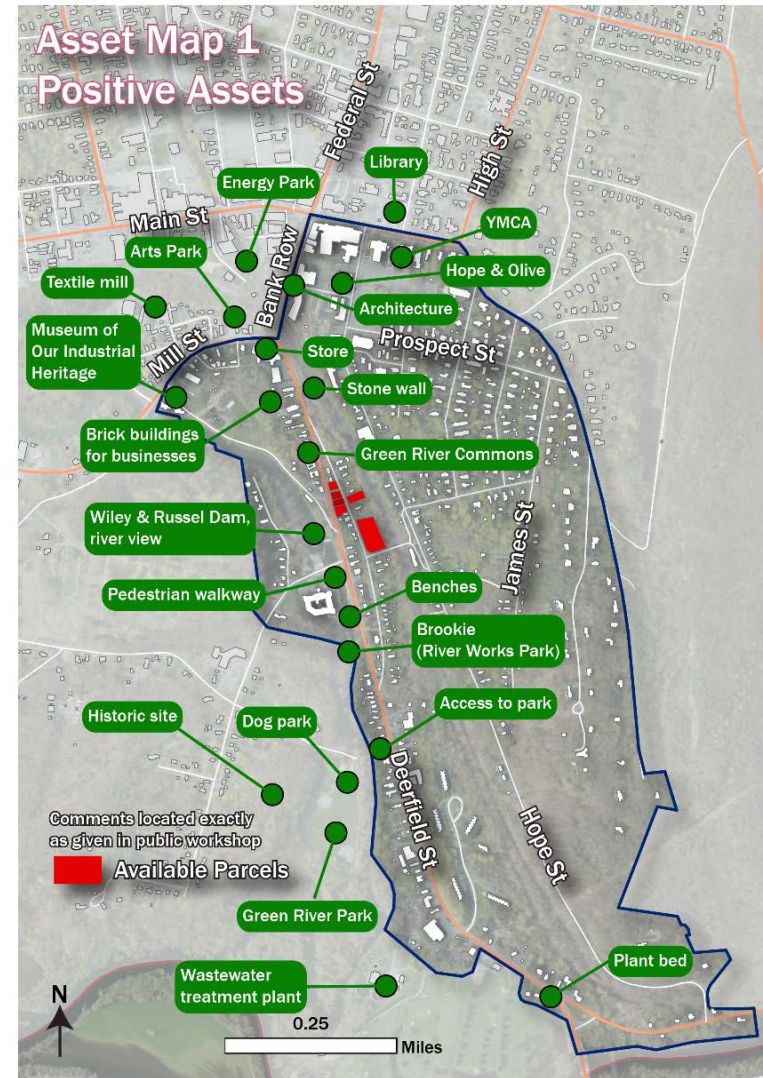 Asset Map 1
Positive Assets
Federal St
High St
Library
Energy Park
Main St
YMCA
Arts Park
Bank Row
Hope & Olive
Textile mill
Architecture
Museum of
Our Industrial
Heritage
Mill St
Prospect St
Store
Stone wall
Brick buildings
for businesses
Green River Commons
Wiley & Russel Dam,
river view
James St
Pedestrian walkway
Benches
Brookie
(River Works Park)
Historic site
Dog park
Access to park
Deerfield St
Hope St
Comments located exactly
as given in public workshop
Available Parcels
Green River Park
Wastewater
treatment plant
Plant bed
N
0.25
Miles